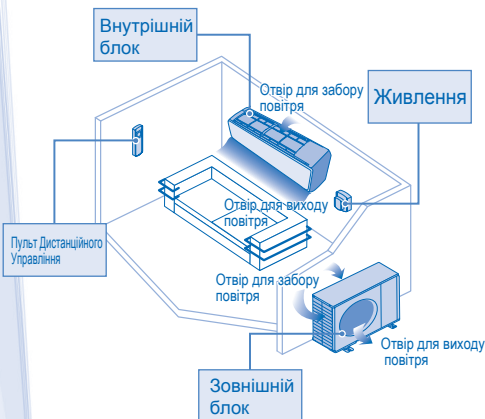 Внутрішній
блок
Отвір для забору
повітря
Живлення
Отвір для виходу
повітря
Пульт Дистанційного
Управління
Отвір для забору
повітря
Отвір для виходу
повітря
Зовнішній
блок